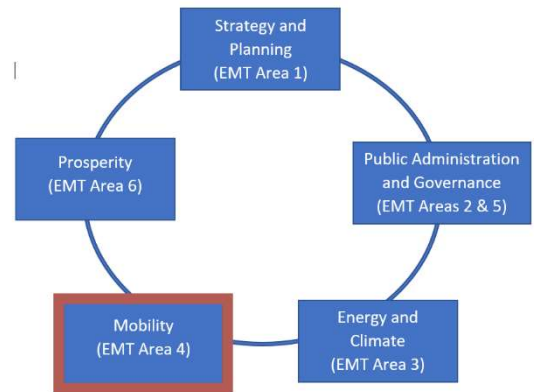 Strategy and
Planning
(EMT Area 1)
Public Administration
and Governance
(EMT Areas 2 & 5)
Energy and
Climate
(EMT Area 3)
Mobility
(EMT Area 4)
Prosperity
(EMT Area 6)